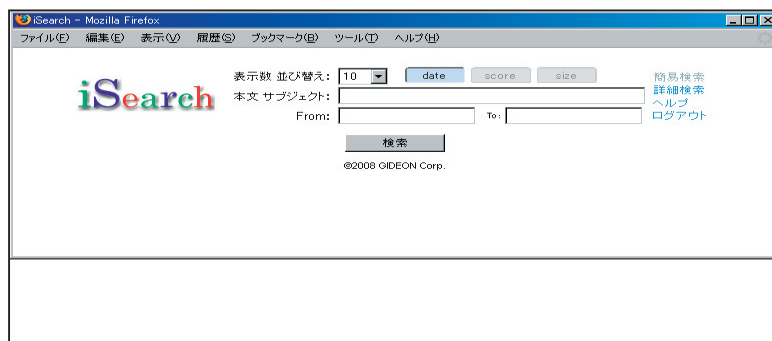 iSearch - Mozilla Firefox
ファイル(F) 編集(E) 表示(V) 履歴(S) ブックマーク(B) ツール(T) ヘルプ(H)
iSearch
表示数 並び替え: 10 date score size
簡易検索
本文 サブジェクト:
詳細検索
ヘルプ
From: To:
ログアウト
検索
©2008 GIDEON Corp.